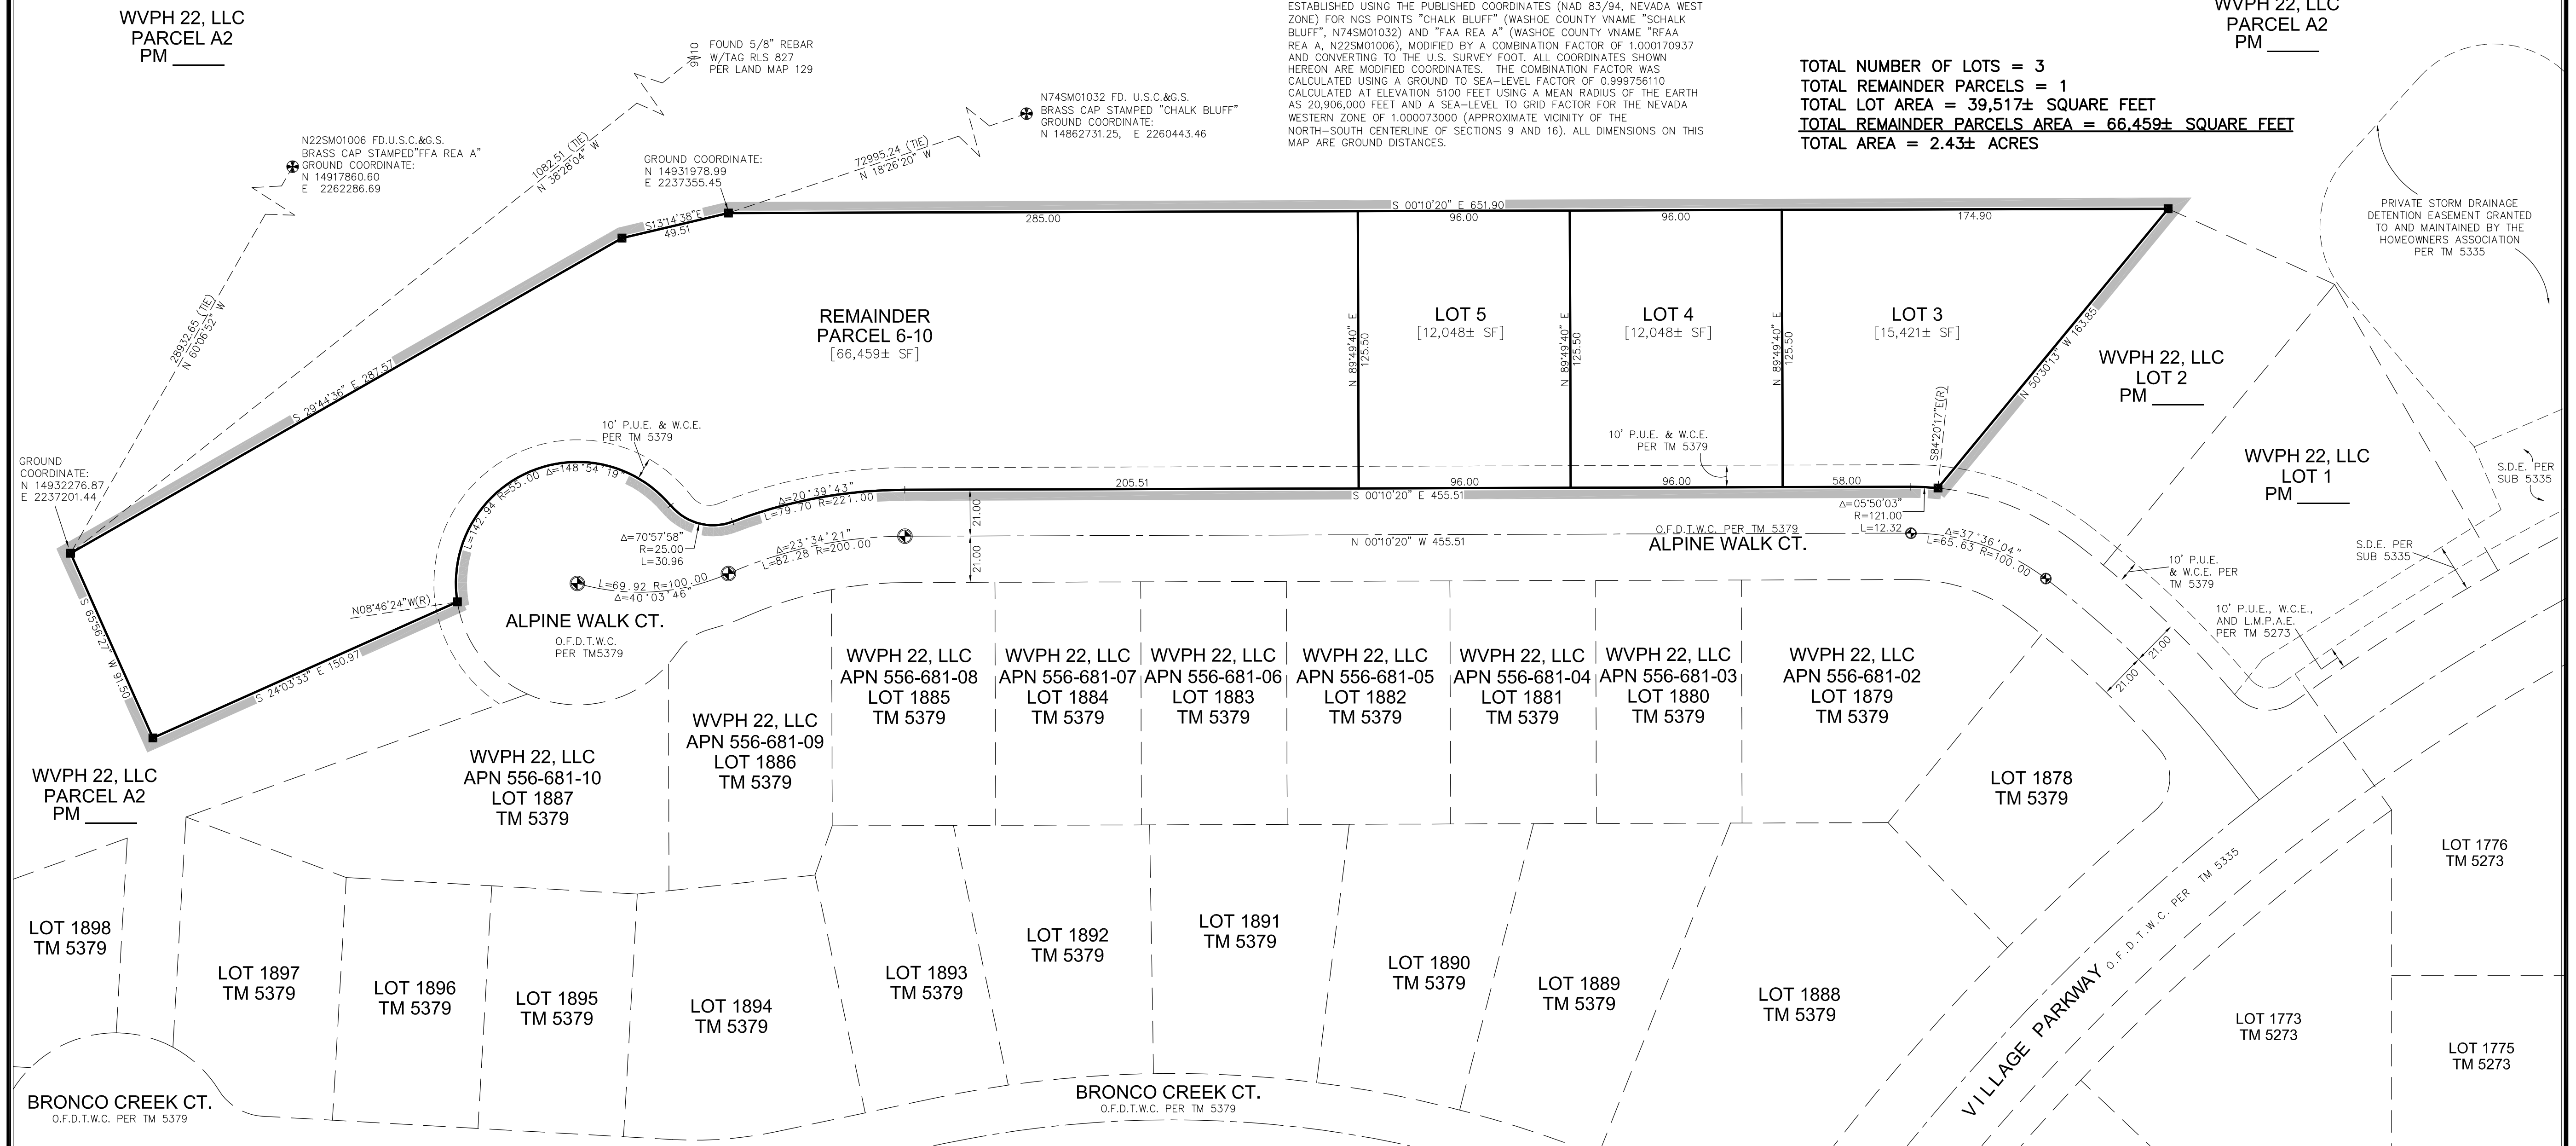 WVPH 22, LLC
PARCEL A2
PM _____
FOUND 5/8" REBAR
W/TAG RLS 827
PER LAND MAP 129
N74SM01032 FD. U.S.C.&G.S.
BRASS CAP STAMPED "CHALK BLUFF"
GROUND COORDINATE:
N 14862731.25, E 2260443.46
N22SM01006 FD.U.S.C.&G.S.
BRASS CAP STAMPED"FFA REA A"
GROUND COORDINATE:
N 14917860.60
E 2262286.69
1082.51 (TIE)
N 38°28'04" W
72995.24 (TIE)
N 18°26'20" W
28932.65 (TIE)
N 60°06'52" W
GROUND COORDINATE:
N 14931978.99
E 2237355.45
ESTABLISHED USING THE PUBLISHED COORDINATES (NAD 83/94, NEVADA WEST
ZONE) FOR NGS POINTS "CHALK BLUFF" (WASHOE COUNTY VNAME "SCHALK
BLUFF", N74SM01032) AND "FAA REA A" (WASHOE COUNTY VNAME "RFAA
REA A, N22SM01006), MODIFIED BY A COMBINATION FACTOR OF 1.000170937
AND CONVERTING TO THE U.S. SURVEY FOOT. ALL COORDINATES SHOWN
HEREON ARE MODIFIED COORDINATES. THE COMBINATION FACTOR WAS
CALCULATED USING A GROUND TO SEA-LEVEL FACTOR OF 0.999756110
CALCULATED AT ELEVATION 5100 FEET USING A MEAN RADIUS OF THE EARTH
AS 20,906,000 FEET AND A SEA-LEVEL TO GRID FACTOR FOR THE NEVADA
WESTERN ZONE OF 1.000073000 (APPROXIMATE VICINITY OF THE
NORTH-SOUTH CENTERLINE OF SECTIONS 9 AND 16). ALL DIMENSIONS ON THIS
MAP ARE GROUND DISTANCES.
TOTAL NUMBER OF LOTS = 3
TOTAL REMAINDER PARCELS = 1
TOTAL LOT AREA = 39,517± SQUARE FEET
TOTAL REMAINDER PARCELS AREA = 66,459± SQUARE FEET
TOTAL AREA = 2.43± ACRES
WVPH 22, LLC
PARCEL A2
PM _____
PRIVATE STORM DRAINAGE
DETENTION EASEMENT GRANTED
TO AND MAINTAINED BY THE
HOMEOWNERS ASSOCIATION
PER TM 5335
S13°14'38"E
49.51
S 00°10'20" E 651.90
285.00
96.00
96.00
174.90
S 29°44'36" E 287.57
REMAINDER
PARCEL 6-10
[66,459± SF]
N 89°49'40" E
125.50
LOT 5
[12,048± SF]
N 89°49'40" E
125.50
LOT 4
[12,048± SF]
N 89°49'40" E
125.50
LOT 3
[15,421± SF]
N 50°30'13" W 163.85
S84°20'17"E(R)
WVPH 22, LLC
LOT 2
PM _____
WVPH 22, LLC
LOT 1
PM _____
S.D.E. PER
SUB 5335
S.D.E. PER
SUB 5335
GROUND
COORDINATE:
N 14932276.87
E 2237201.44
10' P.U.E. & W.C.E.
PER TM 5379
10' P.U.E. & W.C.E.
PER TM 5379
L=142.94 R=55.00 Δ=148°54'19"
Δ=20°39'43"
L=79.70 R=221.00
205.51
96.00
96.00
58.00
S 00°10'20" E 455.51
Δ=70°57'58"
R=25.00
L=30.96
Δ=23°34'21"
L=82.28 R=200.00
21.00
21.00
N 00°10'20" W 455.51
O.F.D.T.W.C. PER TM 5379
ALPINE WALK CT.
Δ=05°50'03"
R=121.00
L=12.32
Δ=37°36'04"
L=65.63 R=100.00
L=69.92 R=100.00
Δ=40°03'46"
N08°46'24"W(R)
ALPINE WALK CT.
O.F.D.T.W.C.
PER TM5379
S 65°56'27" W 91.50
S 24°03'33" E 150.97
10' P.U.E.
& W.C.E. PER
TM 5379
10' P.U.E., W.C.E.,
AND L.M.P.A.E.
PER TM 5273
21.00
21.00
WVPH 22, LLC
PARCEL A2
PM _____
WVPH 22, LLC
APN 556-681-10
LOT 1887
TM 5379
WVPH 22, LLC
APN 556-681-09
LOT 1886
TM 5379
WVPH 22, LLC
APN 556-681-08
LOT 1885
TM 5379
WVPH 22, LLC
APN 556-681-07
LOT 1884
TM 5379
WVPH 22, LLC
APN 556-681-06
LOT 1883
TM 5379
WVPH 22, LLC
APN 556-681-05
LOT 1882
TM 5379
WVPH 22, LLC
APN 556-681-04
LOT 1881
TM 5379
WVPH 22, LLC
APN 556-681-03
LOT 1880
TM 5379
WVPH 22, LLC
APN 556-681-02
LOT 1879
TM 5379
LOT 1878
TM 5379
LOT 1898
TM 5379
LOT 1897
TM 5379
LOT 1896
TM 5379
LOT 1895
TM 5379
LOT 1894
TM 5379
LOT 1893
TM 5379
LOT 1892
TM 5379
LOT 1891
TM 5379
LOT 1890
TM 5379
LOT 1889
TM 5379
LOT 1888
TM 5379
VILLAGE PARKWAY O.F.D.T.W.C. PER TM 5335
LOT 1776
TM 5273
LOT 1773
TM 5273
LOT 1775
TM 5273
BRONCO CREEK CT.
O.F.D.T.W.C. PER TM 5379
BRONCO CREEK CT.
O.F.D.T.W.C. PER TM 5379